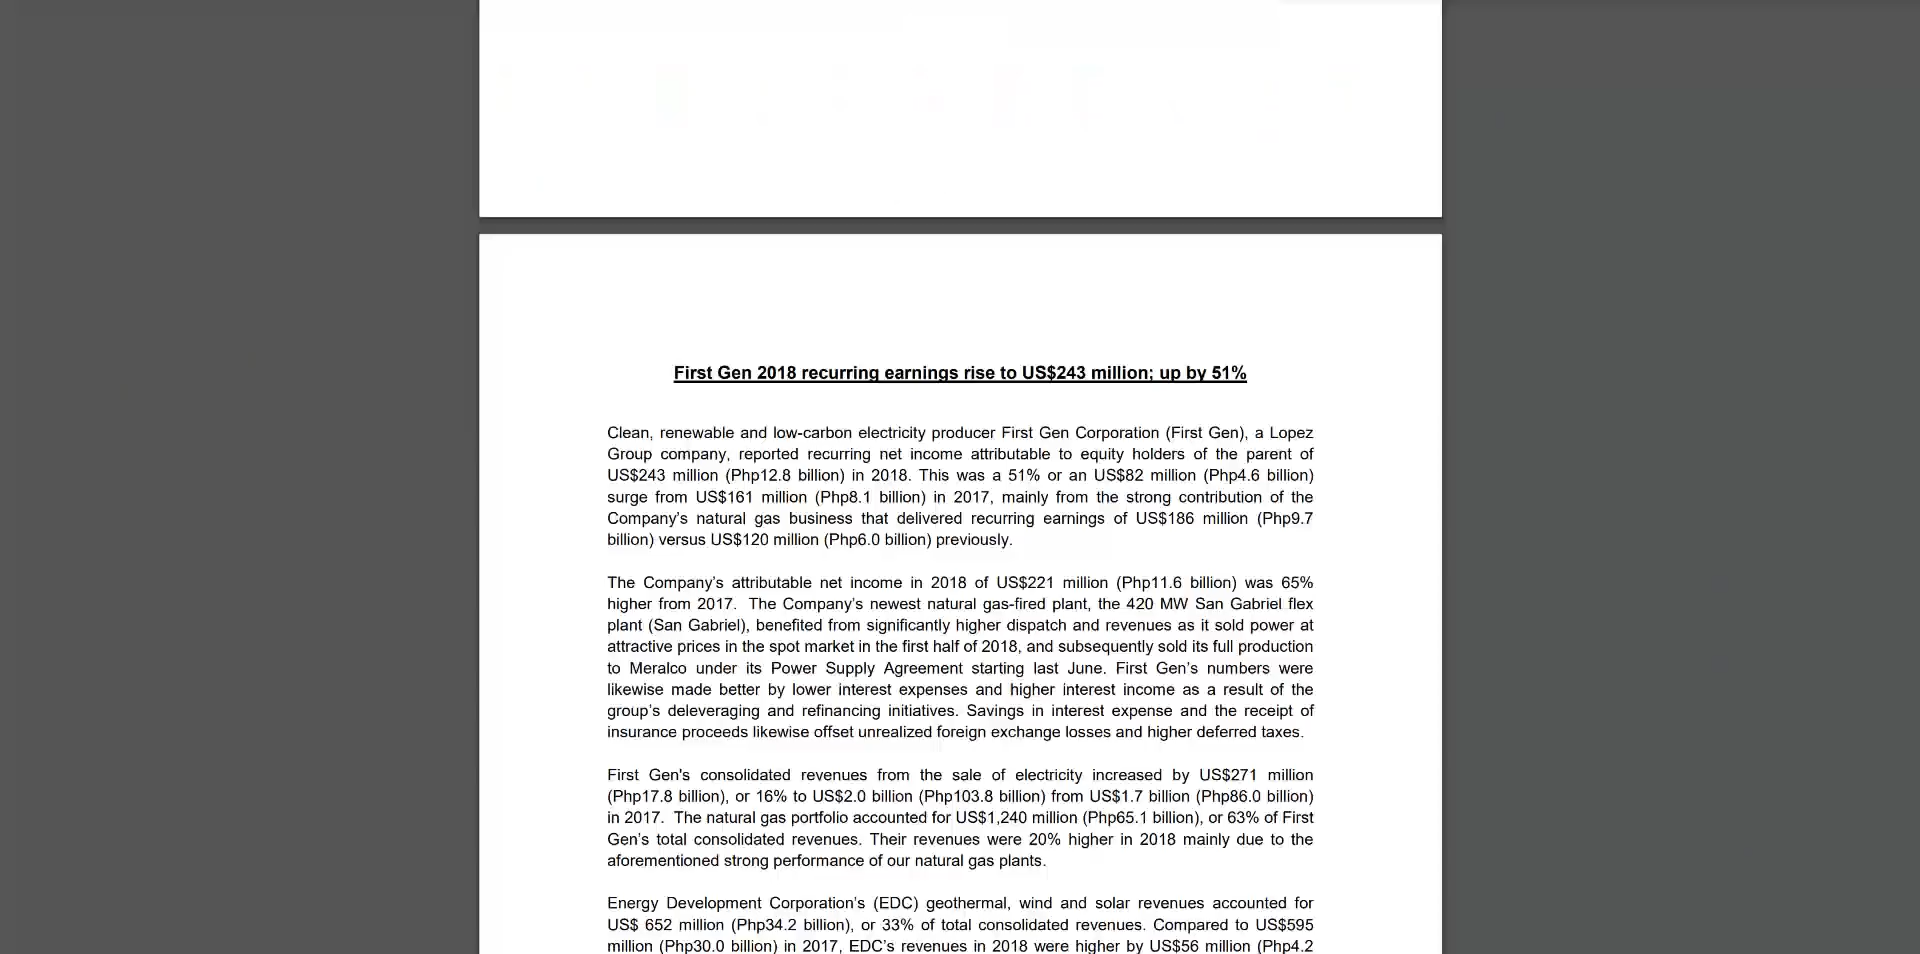 First Gen 2018 recurring earnings rise to US$243 million; up by 51%
Clean, renewable and low-carbon electricity producer First Gen Corporation (First Gen), a Lopez
Group company, reported recurring net income attributable to equity holders of the parent of
US$243 million (Php12.8 billion) in 2018. This was a 51% or an US$82 million (Php4.6 billion)
surge from US$161 million (Php8.1 billion) in 2017, mainly from the strong contribution of the
Company's natural gas business that delivered recurring earnings of US$186 million (Php9.7
billion) versus US$120 million (Php6.0 billion) previously.
The Company's attributable net income in 2018 of US$221 million (Php11.6 billion) was 65%
higher from 2017. The Company's newest natural gas-fired plant, the 420 MW San Gabriel flex
plant (San Gabriel), benefited from significantly higher dispatch and revenues as it sold power at
attractive prices in the spot market in the first half of 2018, and subsequently sold its full production
to Meralco under its Power Supply Agreement starting last June. First Gen's numbers were
likewise made better by lower interest expenses and higher interest income as a result of the
group's deleveraging and refinancing initiatives. Savings in interest expense and the receipt of
insurance proceeds likewise offset unrealized foreign exchange losses and higher deferred taxes.
First Gen's consolidated revenues from the sale of electricity increased by US$271 million
(Php17.8 billion), or 16% to US$2.0 billion (Php103.8 billion) from US$1.7 billion (Php86.0 billion)
in 2017. The natural gas portfolio accounted for US$1,240 million (Php65.1 billion), or 63% of First
Gen's total consolidated revenues. Their revenues were 20% higher in 2018 mainly due to the
aforementioned strong performance of our natural gas plants.
Energy Development Corporation's (EDC) geothermal, wind and solar revenues accounted for
US$ 652 million (Php34.2 billion), or 33% of total consolidated revenues. Compared to US$595
million (Php30.0 billion) in 2017, EDC's revenues in 2018 were higher by US$56 million (Php4.2